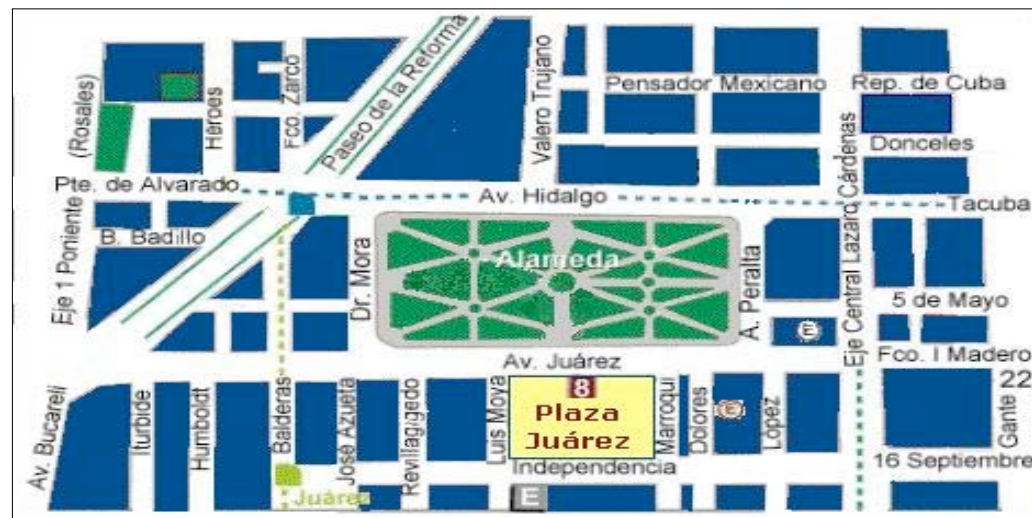 (Rosales)
Héroes
Fco. Zarco
Paseo de la Reforma
Valero Trujano
Pensador Mexicano
Rep. de Cuba
Donceles
Pte. de Alvarado
Av. Hidalgo
Tacuba
B. Badillo
Eje 1 Poniente
Dr. Mora
Alameda
A. Peralta
Eje Central Lazaro Cárdenas
5 de Mayo
Fco. I Madero
Av. Juárez
Av. Bucareli
Iturbide
Humboldt
Balderas
José Azueta
Revillagigedo
Luis Moya
8
Plaza
Juárez
Marroqui
Dolores
López
Gante 22
Independencia
16 Septiembre
Juárez
E